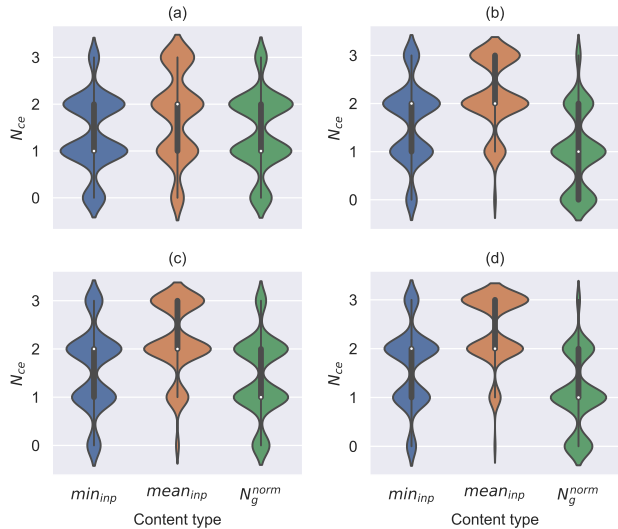 (a)
(b)
N_ce
3
2
1
0
N_ce
3
2
1
0
(c)
(d)
N_ce
3
2
1
0
N_ce
3
2
1
0
min_inp mean_inp N_g^norm
min_inp mean_inp N_g^norm
Content type
Content type